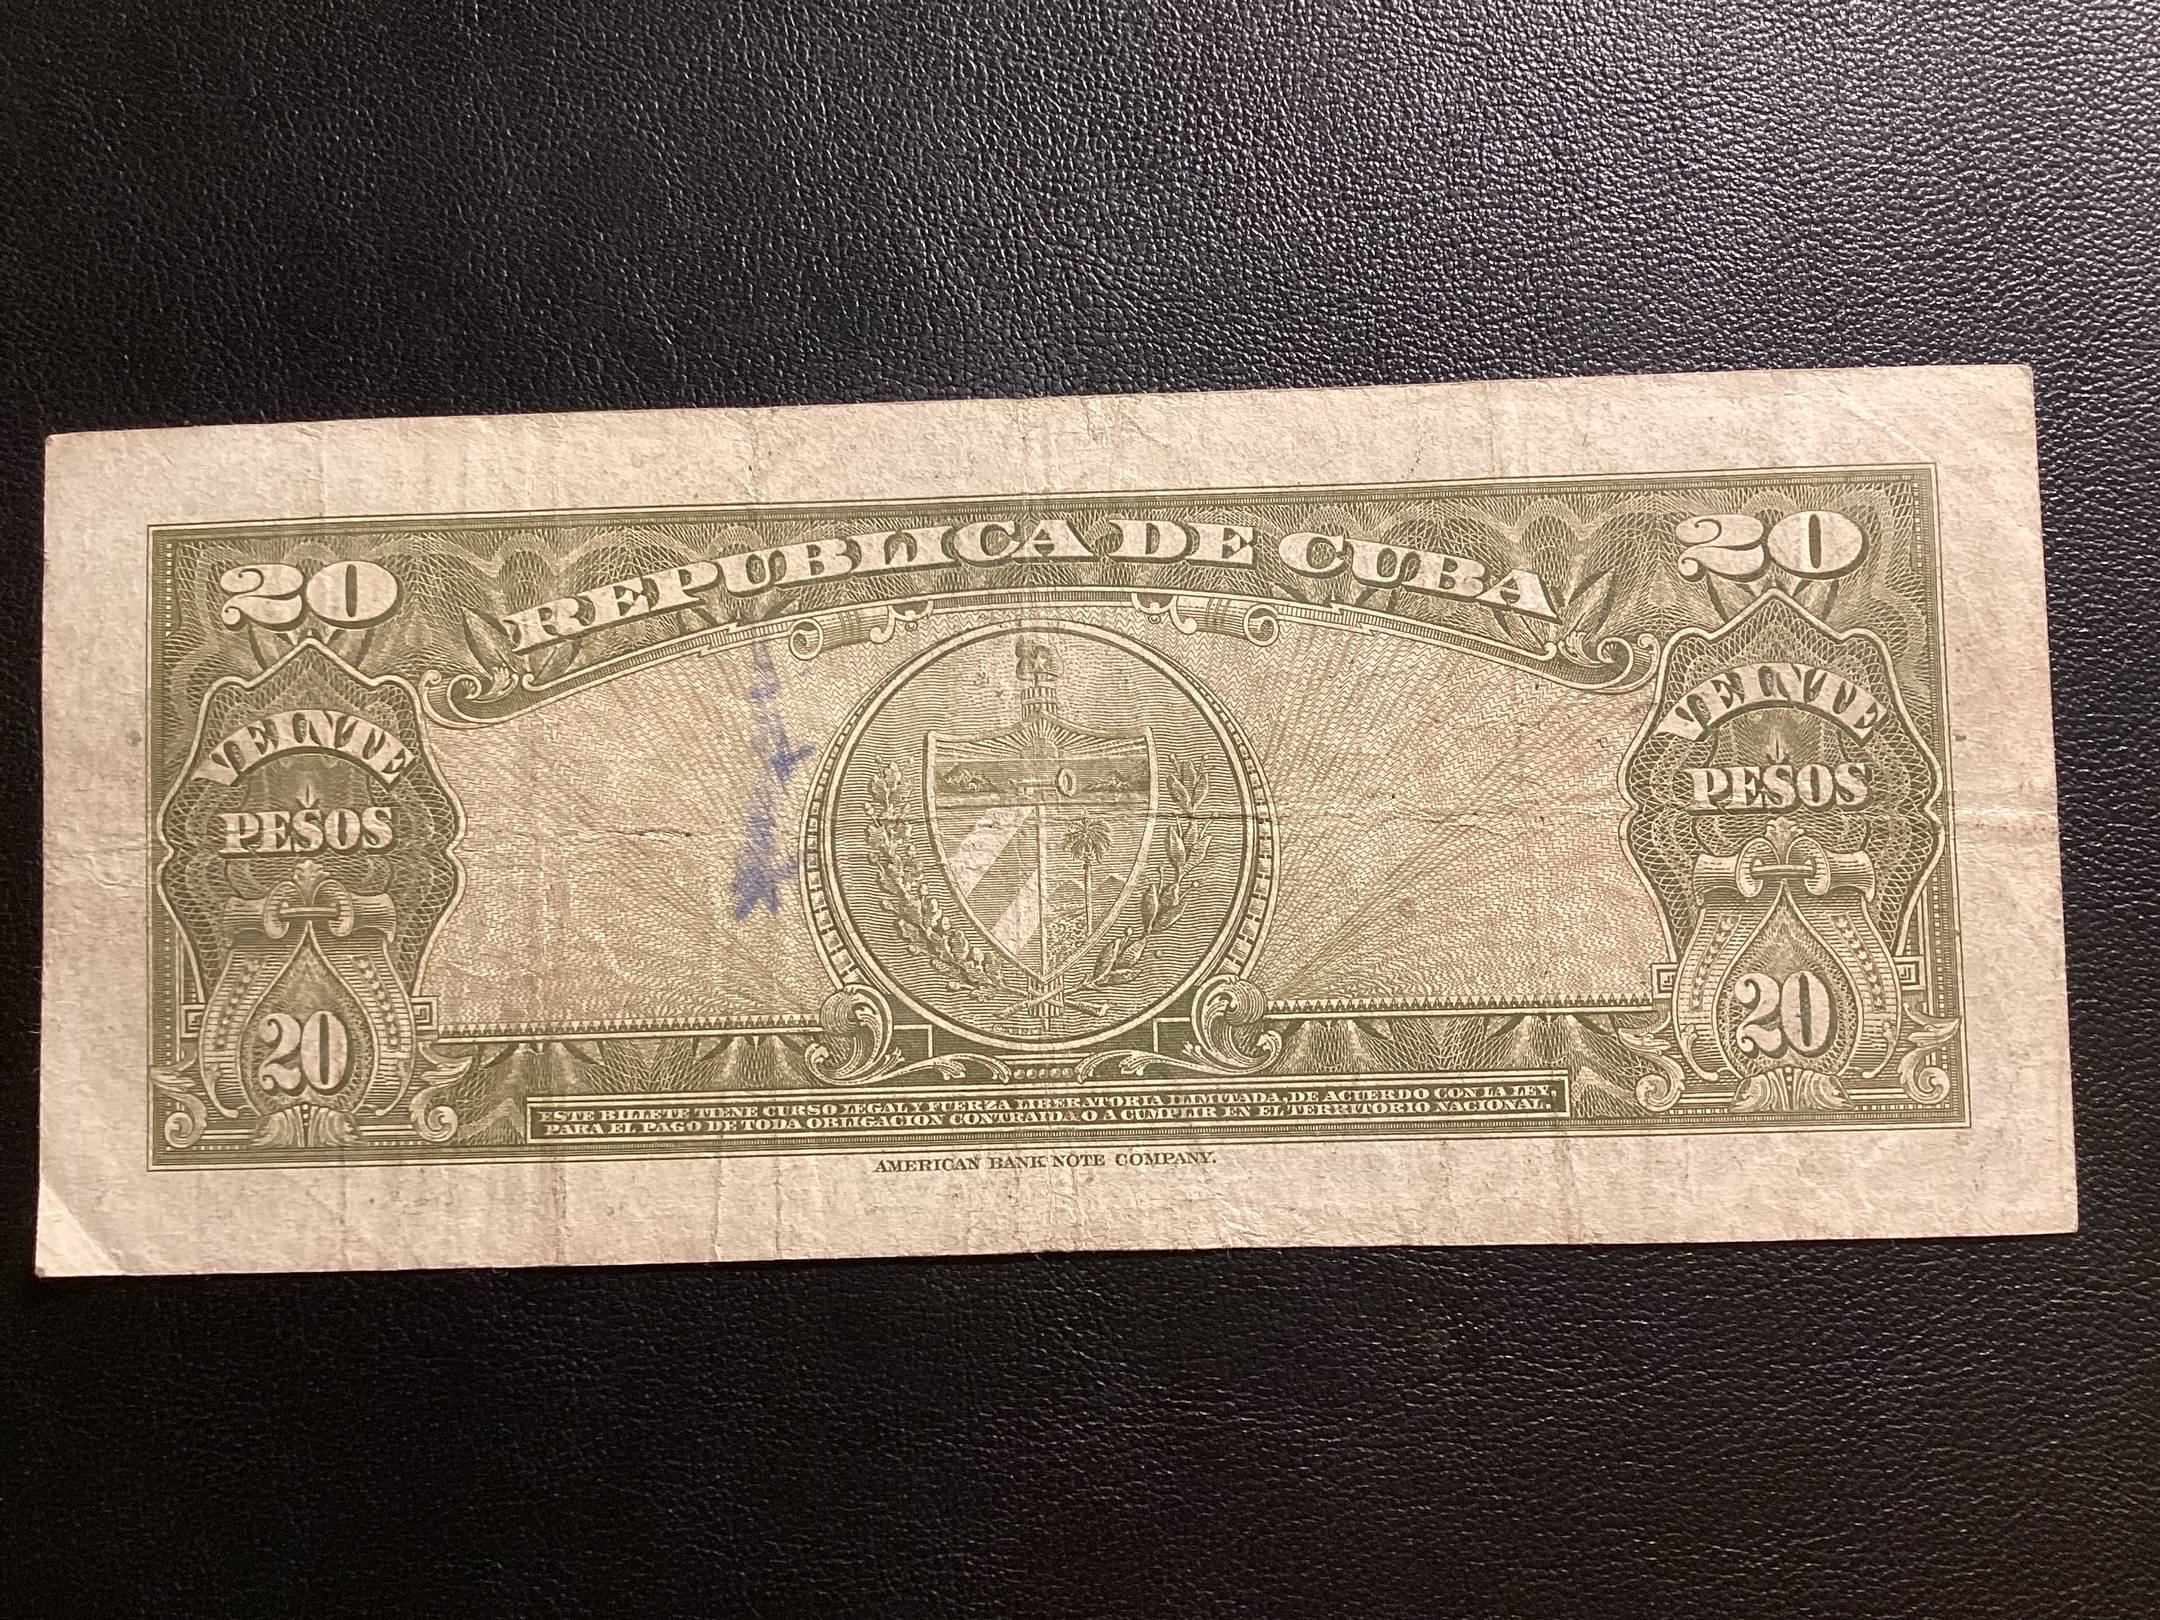 REPUBLICA DE CUBA
20
20
VEINTE
PESOS
VEINTE
PESOS
20
20
ESTE BILLETE TIENE CURSO LEGAL Y FUERZA LIBERATORIA ILIMITADA, DE ACUERDO CON LA LEY,
PARA EL PAGO DE TODA OBLIGACION CONTRAIDA O A CUMPLIR EN EL TERRITORIO NACIONAL.
AMERICAN BANK NOTE COMPANY.